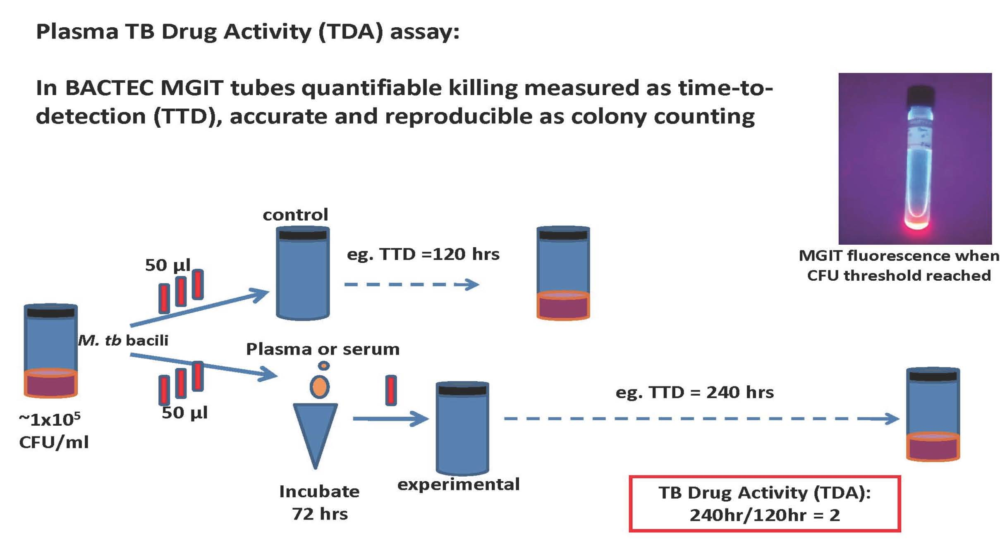 Plasma TB Drug Activity (TDA) assay:
In BACTEC MGIT tubes quantifiable killing measured as time-to-
detection (TTD), accurate and reproducible as colony counting
MGIT fluorescence when
CFU threshold reached
control
50 µl
eg. TTD =120 hrs
M. tb bacili
~1x10⁵
CFU/ml
50 µl
Plasma or serum
Incubate
72 hrs
experimental
eg. TTD = 240 hrs
TB Drug Activity (TDA):
240hr/120hr = 2